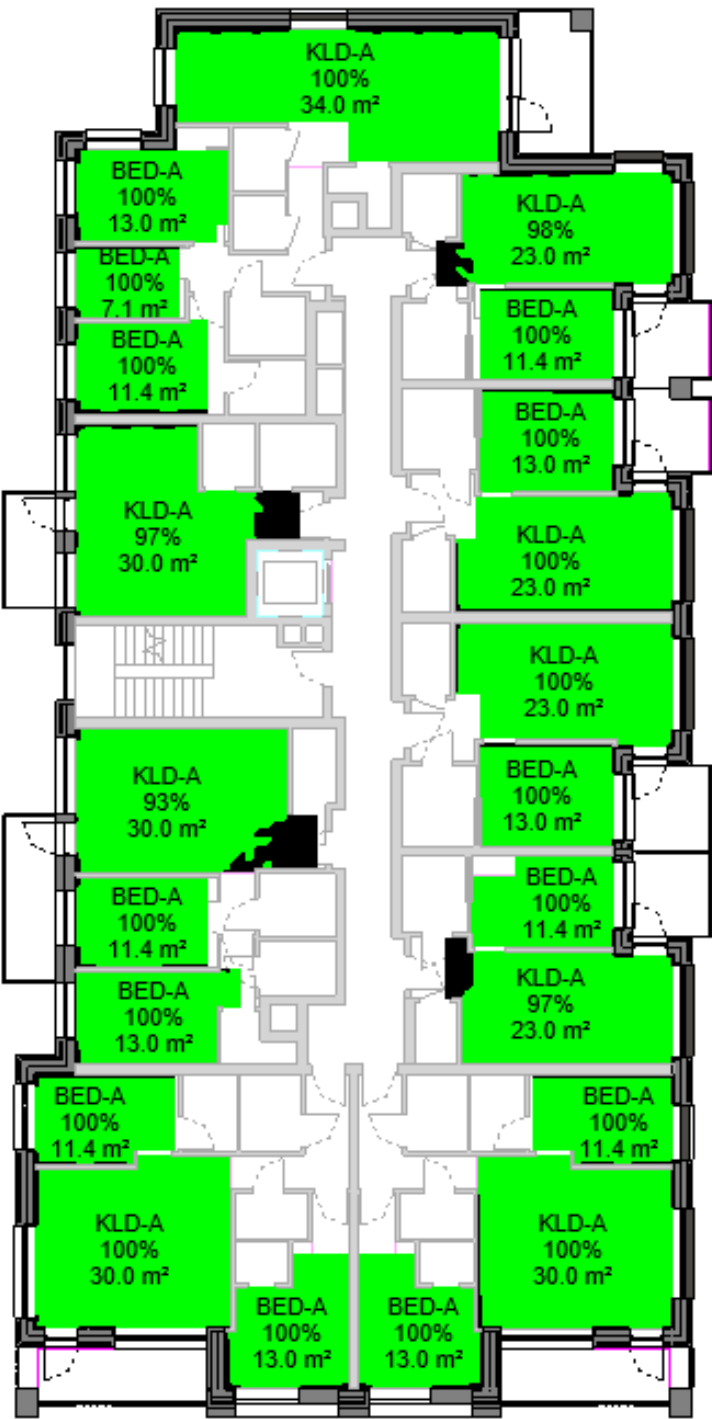 KLD-A
100%
34.0 m²
BED-A
100%
13.0 m²
KLD-A
98%
23.0 m²
BED-A
100%
7.1 m²
BED-A
100%
11.4 m²
BED-A
100%
11.4 m²
BED-A
100%
13.0 m²
KLD-A
97%
30.0 m²
KLD-A
100%
23.0 m²
KLD-A
100%
23.0 m²
KLD-A
93%
30.0 m²
BED-A
100%
13.0 m²
BED-A
100%
11.4 m²
BED-A
100%
11.4 m²
BED-A
100%
13.0 m²
KLD-A
97%
23.0 m²
BED-A
100%
11.4 m²
BED-A
100%
11.4 m²
KLD-A
100%
30.0 m²
KLD-A
100%
30.0 m²
BED-A
100%
13.0 m²
BED-A
100%
13.0 m²